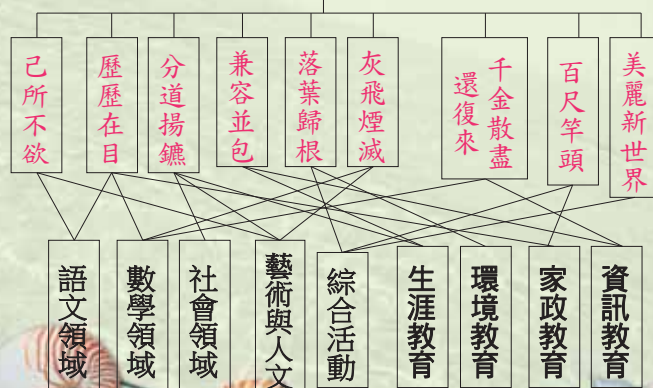 己所不欲
歷歷在目
分道揚鑣
兼容並包
落葉歸根
灰飛煙滅
千金散盡
還復來
百尺竿頭
美麗新世界
語文領域
數學領域
社會領域
藝術與人文
綜合活動
生涯教育
環境教育
家政教育
資訊教育